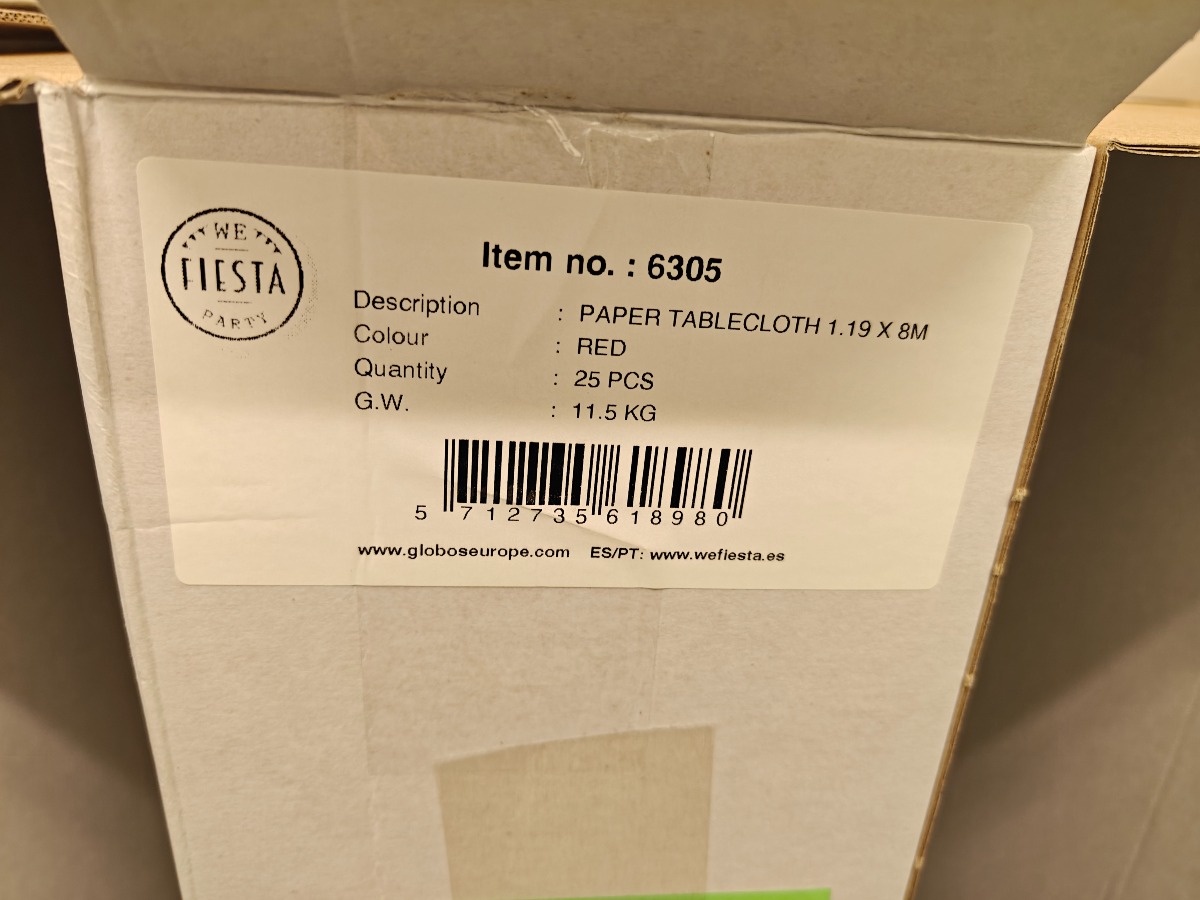 WE
FIESTA
PARTY
Item no. : 6305
Description : PAPER TABLECLOTH 1.19 X 8M
Colour : RED
Quantity : 25 PCS
G.W. : 11.5 KG
5 712735 618980
www.globoseurope.com ES/PT: www.wefiesta.es